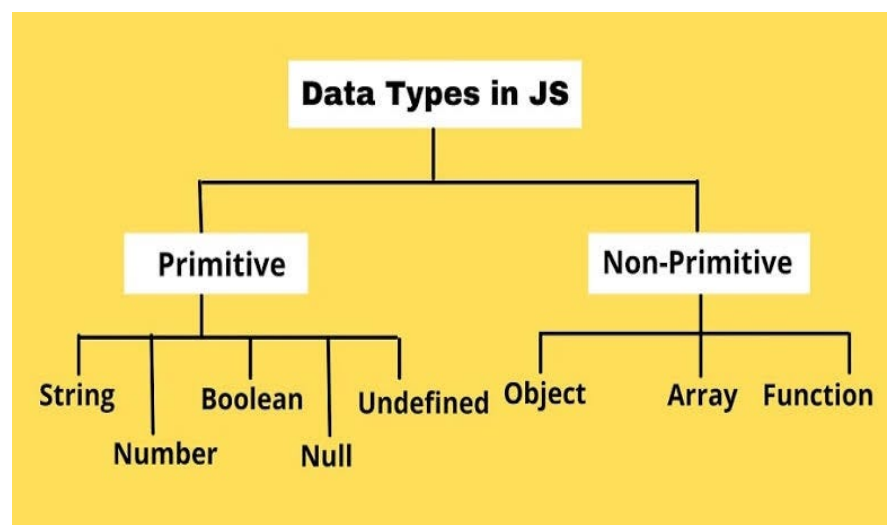 Data Types in JS
Primitive
Non-Primitive
String
Number
Boolean
Null
Undefined
Object
Array
Function